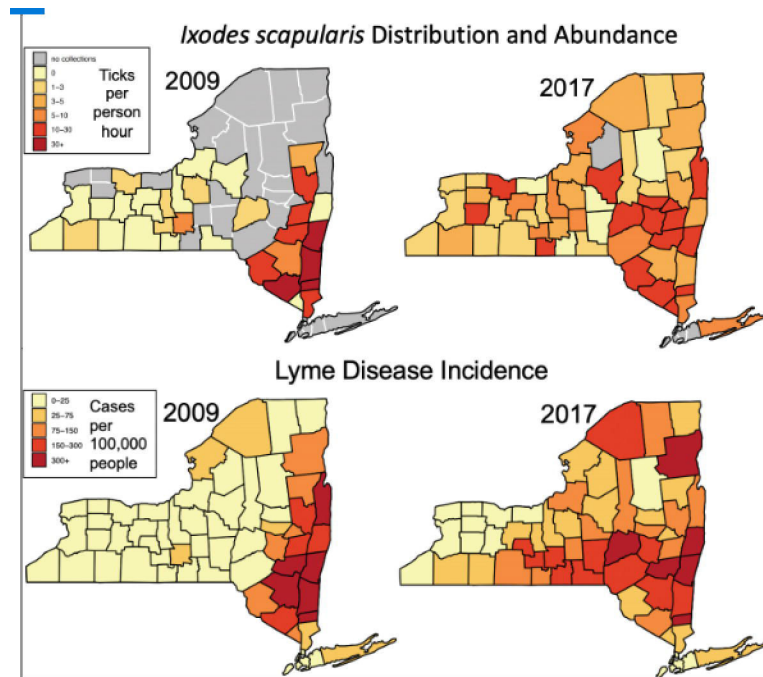 Ixodes scapularis Distribution and Abundance
no collections
0
1-3
3-5
5-10
10-30
30+
Ticks
per
person
hour
2009
2017
Lyme Disease Incidence
0-25
25-75
75-150
150-300
300+
Cases
per
100,000
people
2009
2017